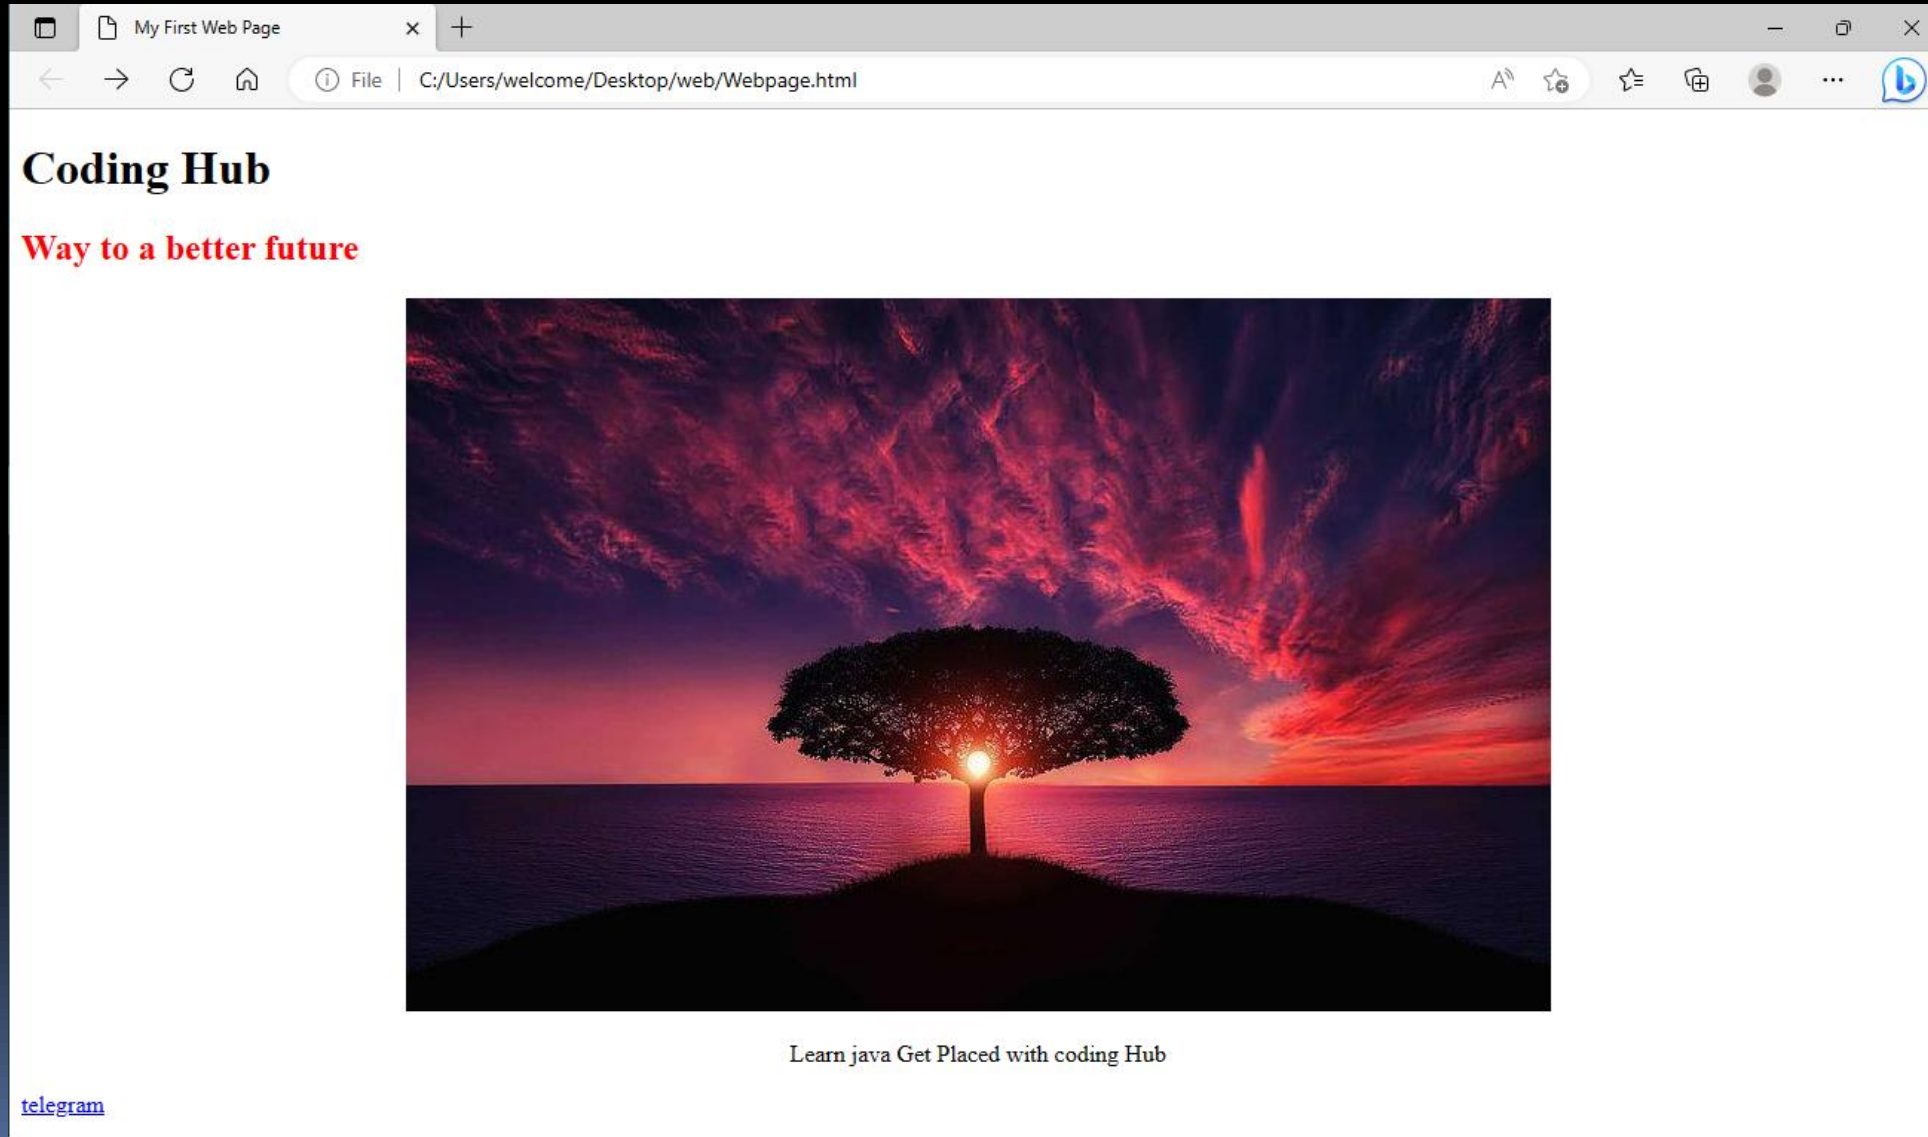 My First Web Page
File C:/Users/welcome/Desktop/web/Webpage.html
Coding Hub
Way to a better future
Learn java Get Placed with coding Hub
telegram